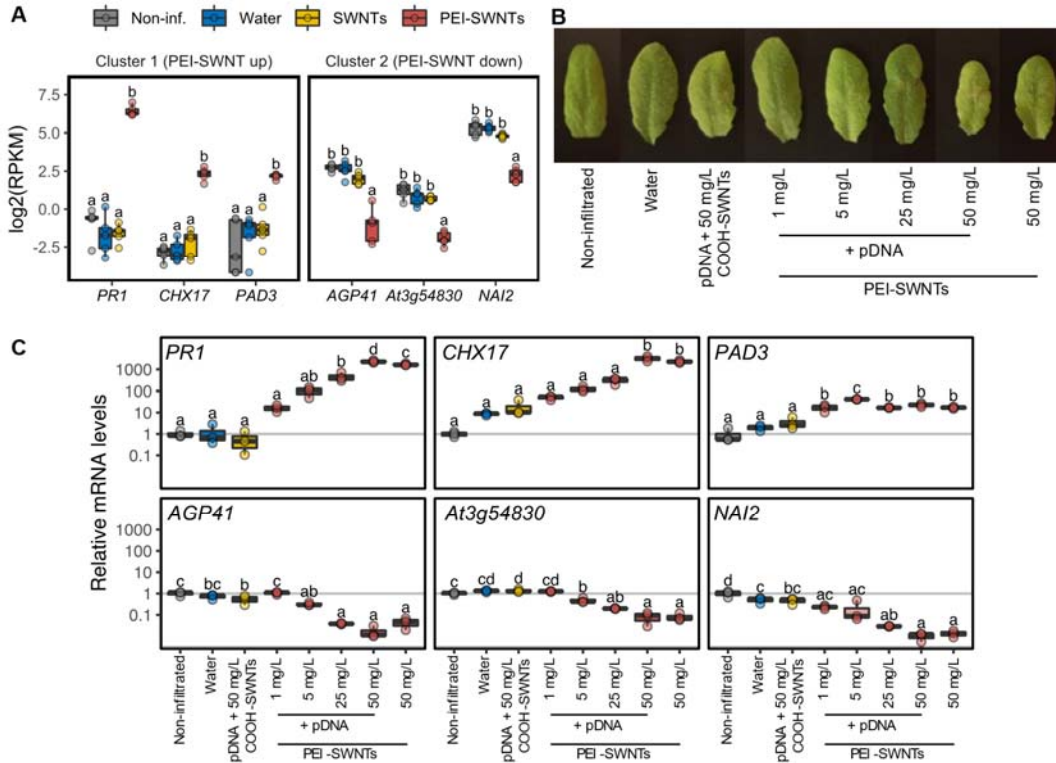 A
Non-inf. Water SWNTs PEI-SWNTs
Cluster 1 (PEI-SWNT up) Cluster 2 (PEI-SWNT down)
log2(RPKM)
7.5
5.0
2.5
0.0
-2.5
b
a a a
b
a a a
b
a a a
b b b a
b b b a
b b b a
PR1 CHX17 PAD3 AGP41 At3g54830 NAI2
B
Non-infiltrated
Water
pDNA + 50 mg/L
COOH-SWNTs
1 mg/L
5 mg/L
25 mg/L
50 mg/L
50 mg/L
+ pDNA
PEI-SWNTs
C
Relative mRNA levels
1000
100
10
1
0.1
PR1
a a a a ab b d c
CHX17
a a a a a a b b
PAD3
a a a b c b b b
1000
100
10
1
0.1
AGP41
c bc b c ab a a a
At3g54830
c cd d cd b a a a
NAI2
d c bc ac ac ab a a
Non-infiltrated
Water
pDNA + 50 mg/L
COOH-SWNTs
1 mg/L
5 mg/L
25 mg/L
50 mg/L
50 mg/L
+ pDNA
PEI -SWNTs
Non-infiltrated
Water
pDNA + 50 mg/L
COOH-SWNTs
1 mg/L
5 mg/L
25 mg/L
50 mg/L
50 mg/L
+ pDNA
PEI -SWNTs
Non-infiltrated
Water
pDNA + 50 mg/L
COOH-SWNTs
1 mg/L
5 mg/L
25 mg/L
50 mg/L
50 mg/L
+ pDNA
PEI -SWNTs